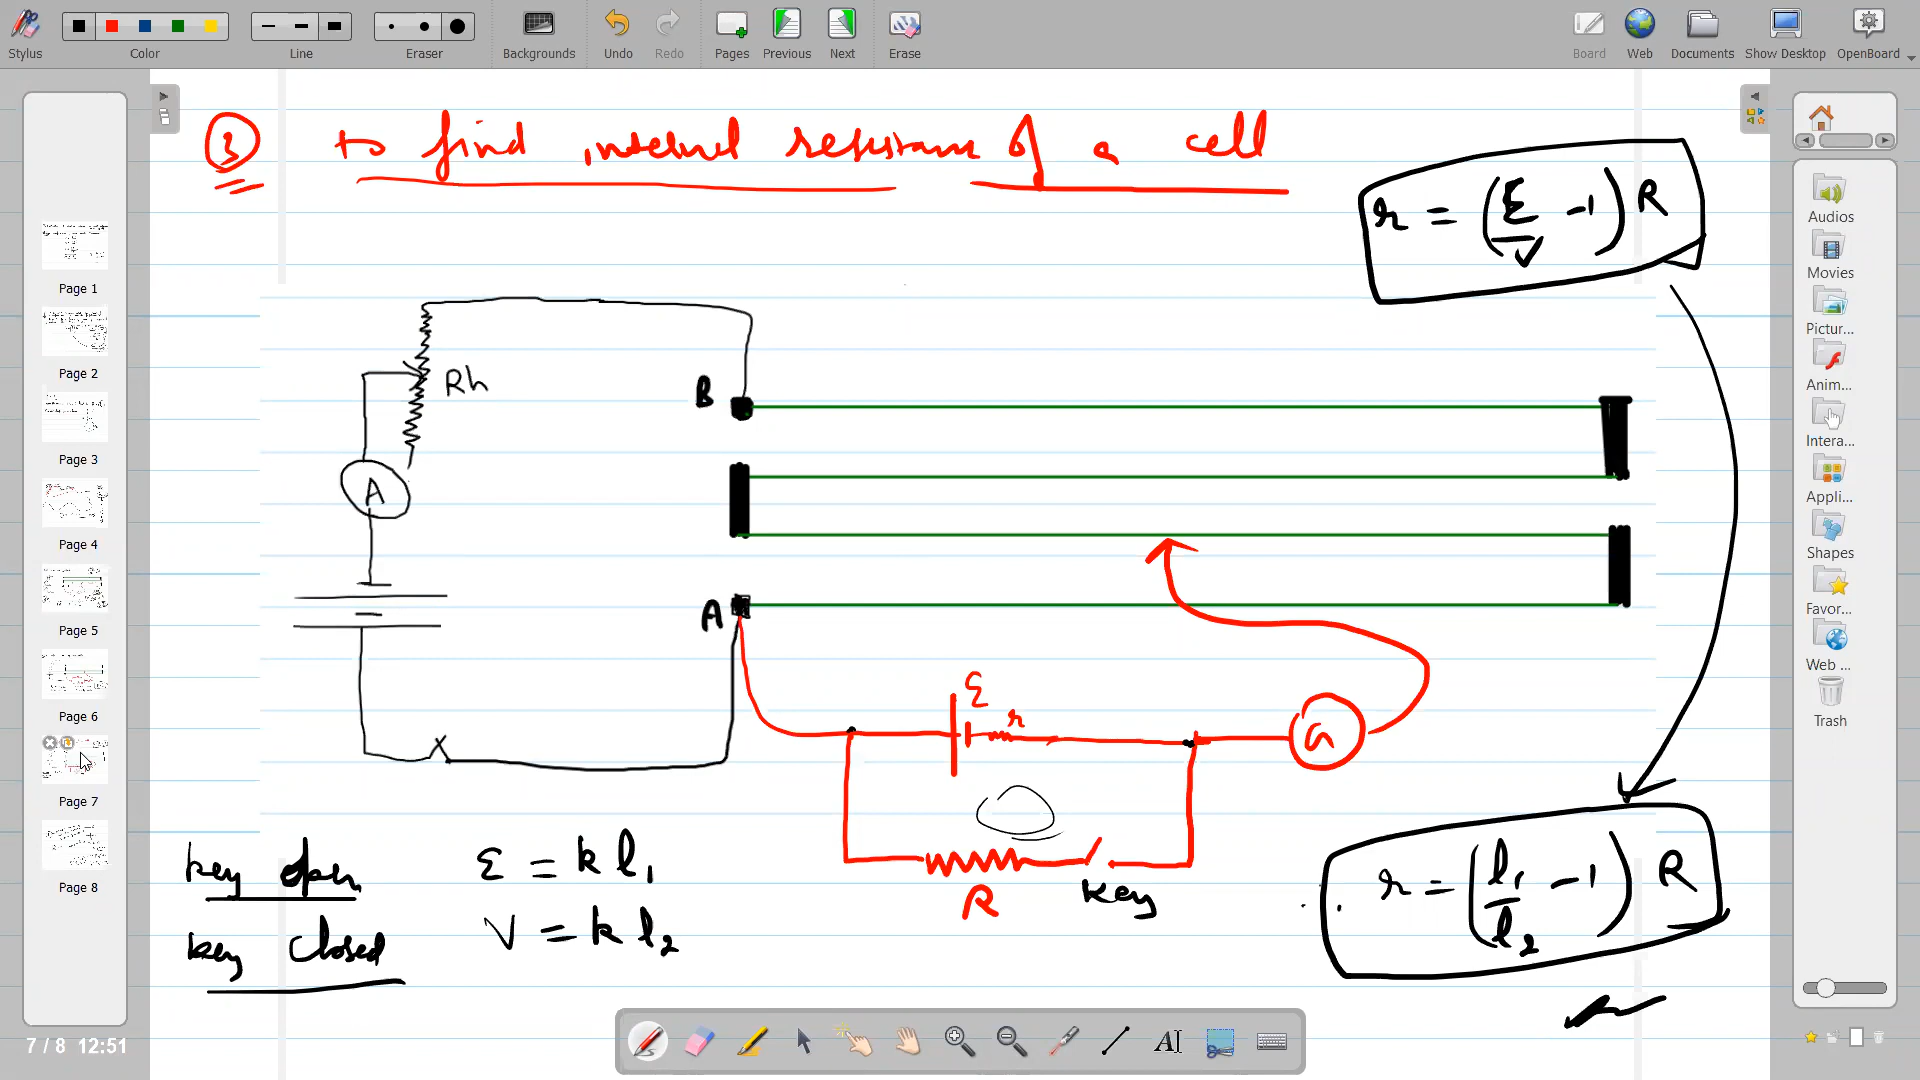 Stylus
Color
Line
Eraser
Backgrounds
Undo
Redo
Pages
Previous
Next
Erase
Board
Web
Documents
Show Desktop
OpenBoard
Page 1
Page 2
Page 3
Page 4
Page 5
Page 6
Page 7
Page 8
7 / 8 12:51
③ to find internal resistance of a cell
r = (ε/V - 1) R
Rh
B
A
A
ε
r
G
R
key
key open ε = k l₁
key closed V = k l₂
r = (l₁/l₂ - 1) R
Audios
Movies
Pictur...
Anim...
Intera...
Appli...
Shapes
Favor...
Web ...
Trash